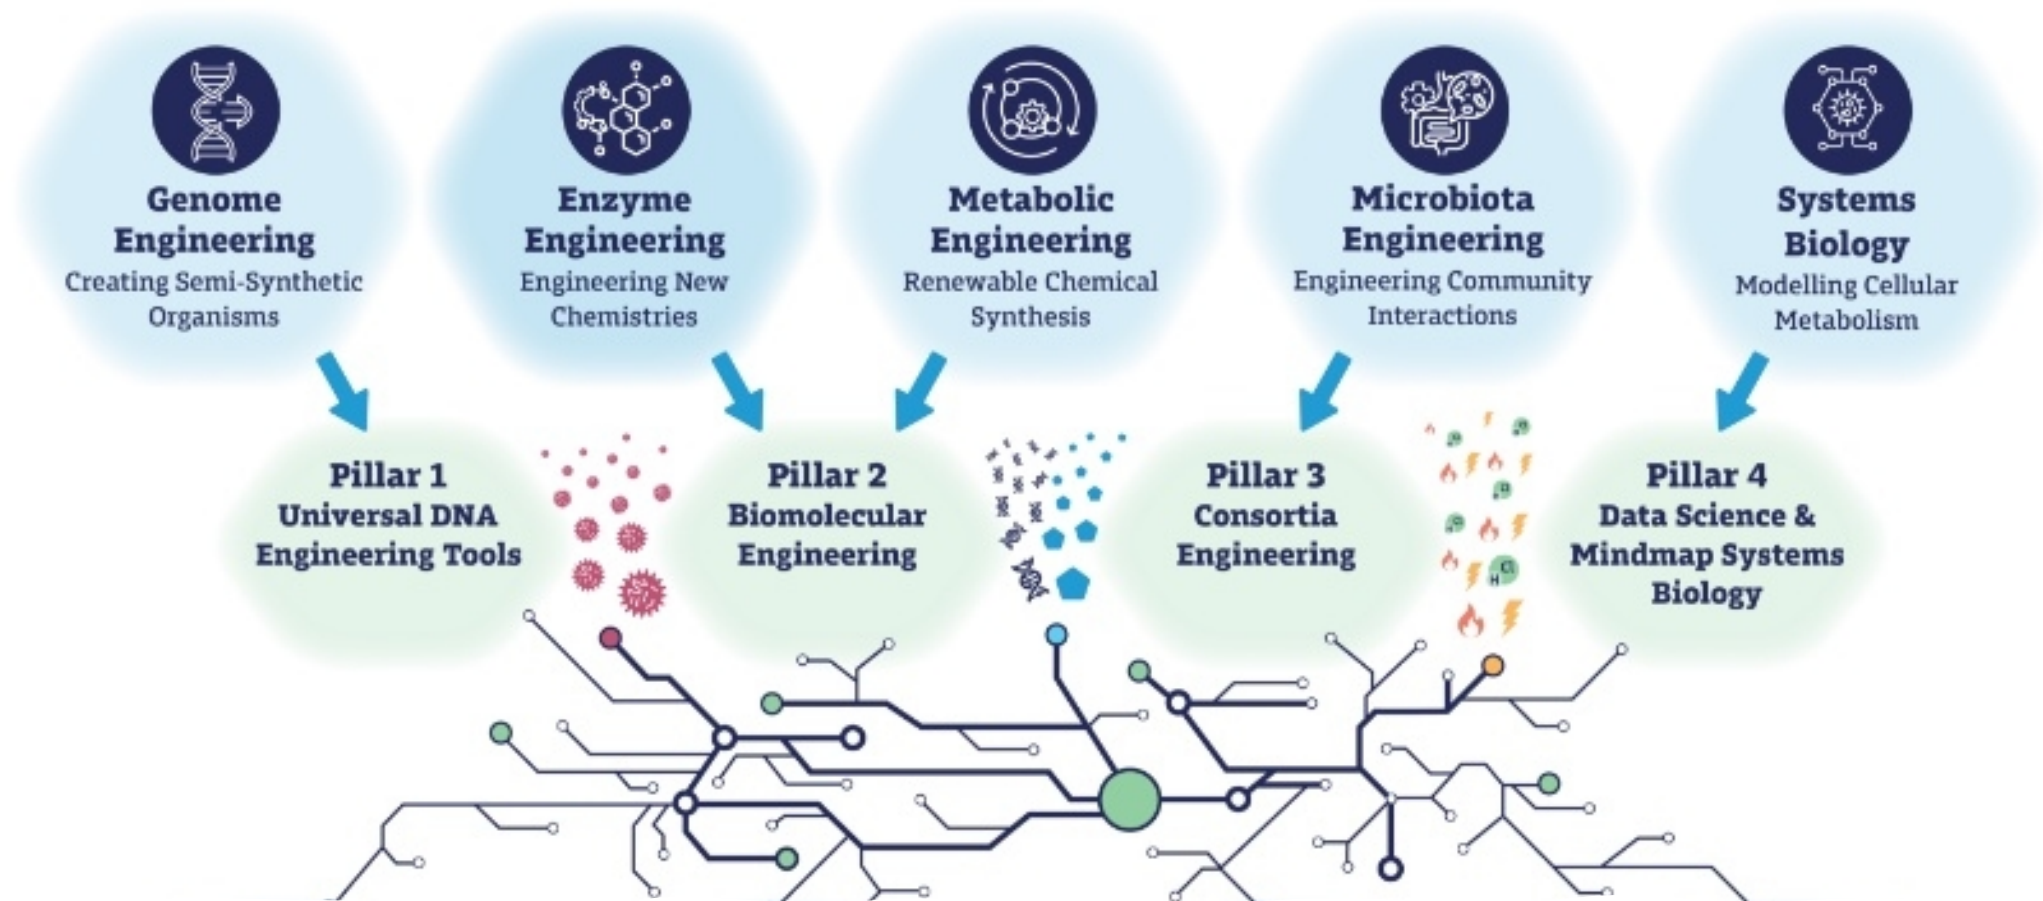 Genome
Engineering
Creating Semi-Synthetic
Organisms
Enzyme
Engineering
Engineering New
Chemistries
Metabolic
Engineering
Renewable Chemical
Synthesis
Microbiota
Engineering
Engineering Community
Interactions
Systems
Biology
Modelling Cellular
Metabolism
Pillar 1
Universal DNA
Engineering Tools
Pillar 2
Biomolecular
Engineering
Pillar 3
Consortia
Engineering
Pillar 4
Data Science &
Mindmap Systems
Biology
H Cl